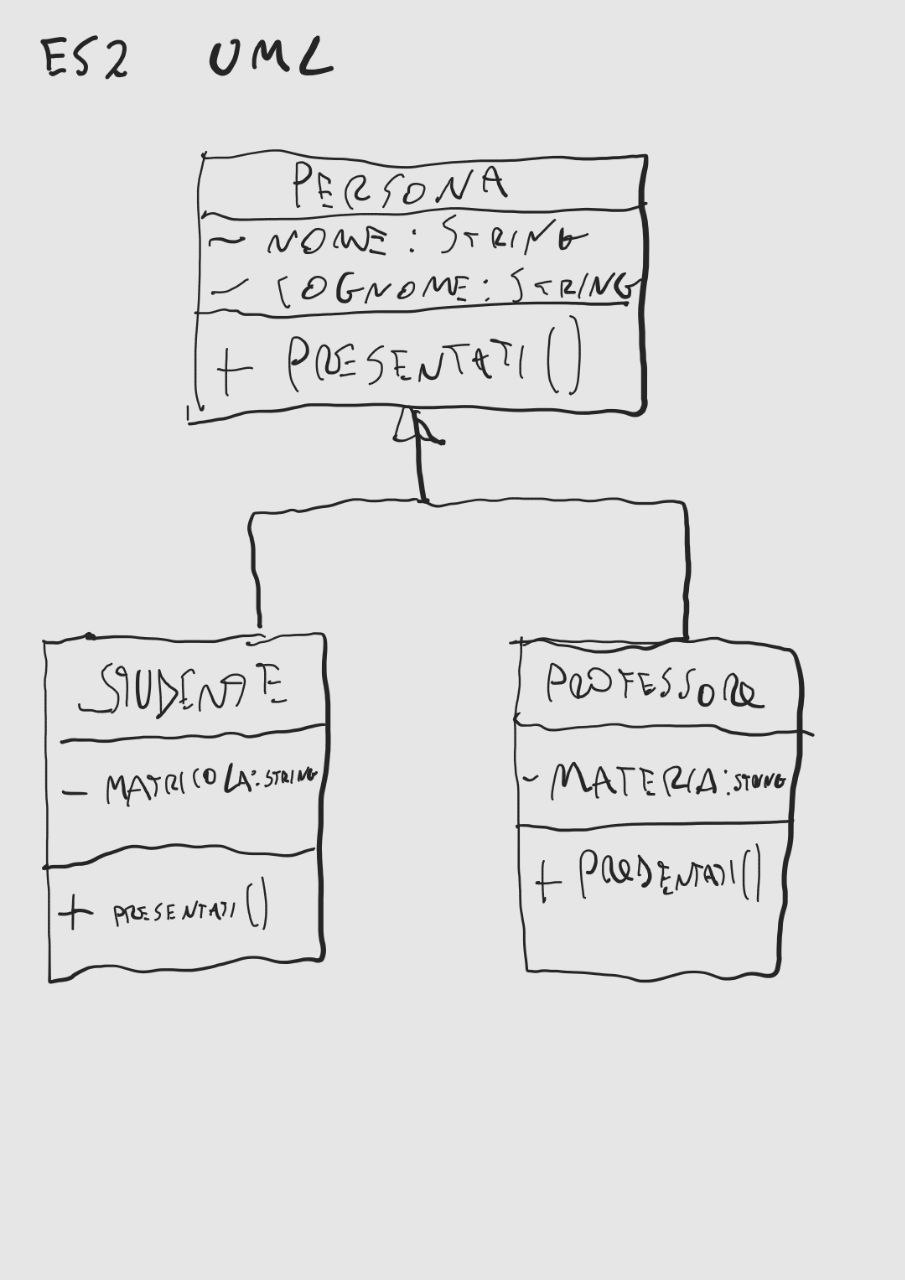 ES2 UML
PERSONA
- NOME: STRING
- COGNOME: STRING
+ PRESENTATI()
STUDENTE
- MATRICOLA: STRING
+ PRESENTATI()
PROFESSORE
- MATERIA: STRING
+ PRESENTATI()